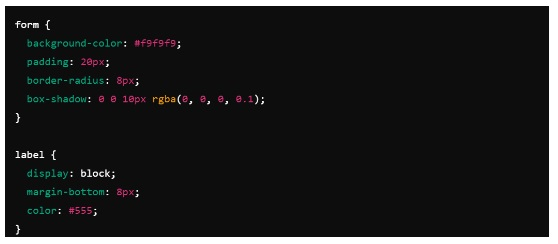 form {
  background-color: #f9f9f9;
  padding: 20px;
  border-radius: 8px;
  box-shadow: 0 0 10px rgba(0, 0, 0, 0.1);
}

label {
  display: block;
  margin-bottom: 8px;
  color: #555;
}